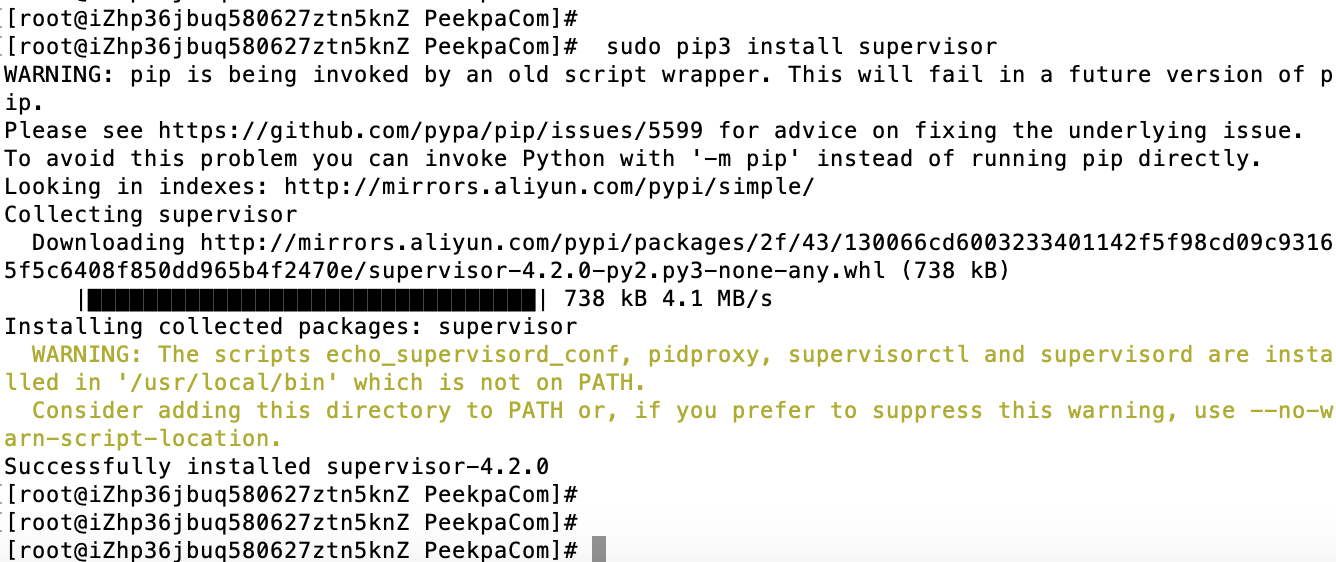 [root@iZhp36jbuq580627ztn5knZ PeekpaCom]#
[root@iZhp36jbuq580627ztn5knZ PeekpaCom]#  sudo pip3 install supervisor
WARNING: pip is being invoked by an old script wrapper. This will fail in a future version of p
ip.
Please see https://github.com/pypa/pip/issues/5599 for advice on fixing the underlying issue.
To avoid this problem you can invoke Python with '-m pip' instead of running pip directly.
Looking in indexes: http://mirrors.aliyun.com/pypi/simple/
Collecting supervisor
  Downloading http://mirrors.aliyun.com/pypi/packages/2f/43/130066cd6003233401142f5f98cd09c9316
5f5c6408f850dd965b4f2470e/supervisor-4.2.0-py2.py3-none-any.whl (738 kB)
     |████████████████████████████████| 738 kB 4.1 MB/s
Installing collected packages: supervisor
  WARNING: The scripts echo_supervisord_conf, pidproxy, supervisorctl and supervisord are insta
lled in '/usr/local/bin' which is not on PATH.
  Consider adding this directory to PATH or, if you prefer to suppress this warning, use --no-w
arn-script-location.
Successfully installed supervisor-4.2.0
[root@iZhp36jbuq580627ztn5knZ PeekpaCom]#
[root@iZhp36jbuq580627ztn5knZ PeekpaCom]#
[root@iZhp36jbuq580627ztn5knZ PeekpaCom]#